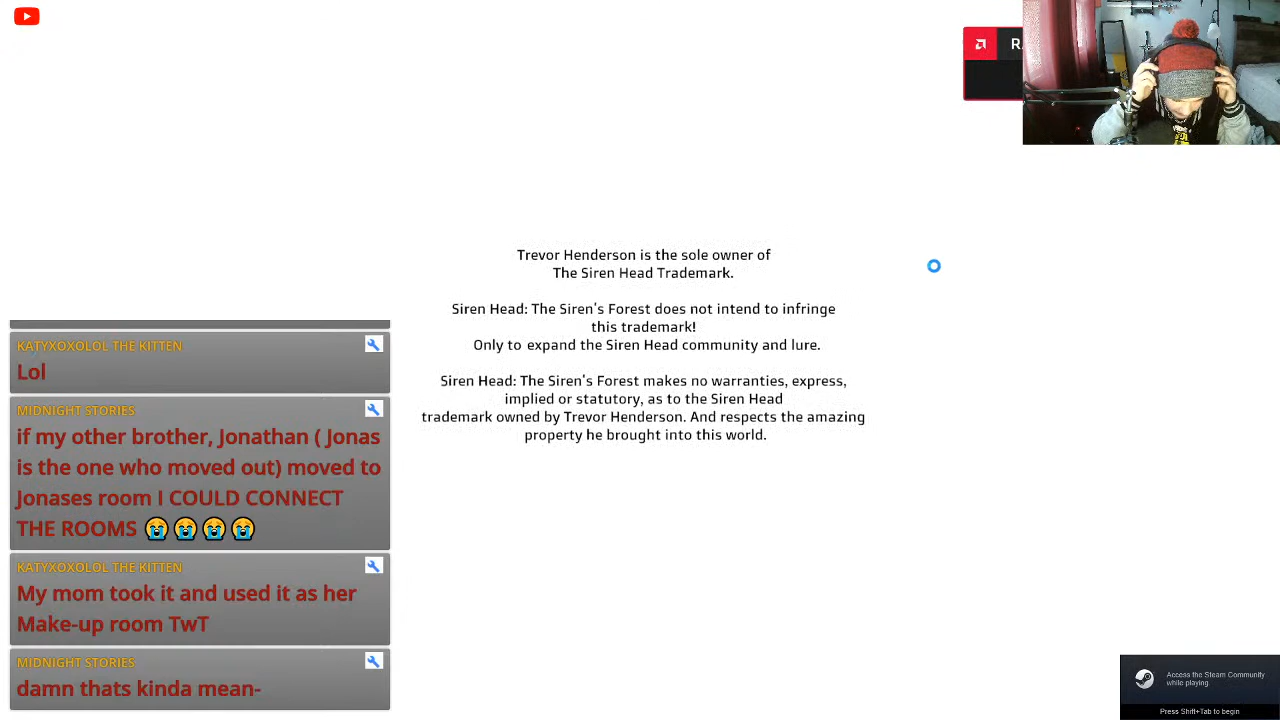 R
Trevor Henderson is the sole owner of
The Siren Head Trademark.
Siren Head: The Siren's Forest does not intend to infringe
this trademark!
Only to expand the Siren Head community and lure.
Siren Head: The Siren's Forest makes no warranties, express,
implied or statutory, as to the Siren Head
trademark owned by Trevor Henderson. And respects the amazing
property he brought into this world.
KATYXOXOLOL THE KITTEN
Lol
MIDNIGHT STORIES
if my other brother, Jonathan ( Jonas
is the one who moved out) moved to
Jonases room I COULD CONNECT
THE ROOMS 😭😭😭😭
KATYXOXOLOL THE KITTEN
My mom took it and used it as her
Make-up room TwT
MIDNIGHT STORIES
damn thats kinda mean-
Access the Steam Community
while playing
Press Shift+Tab to begin